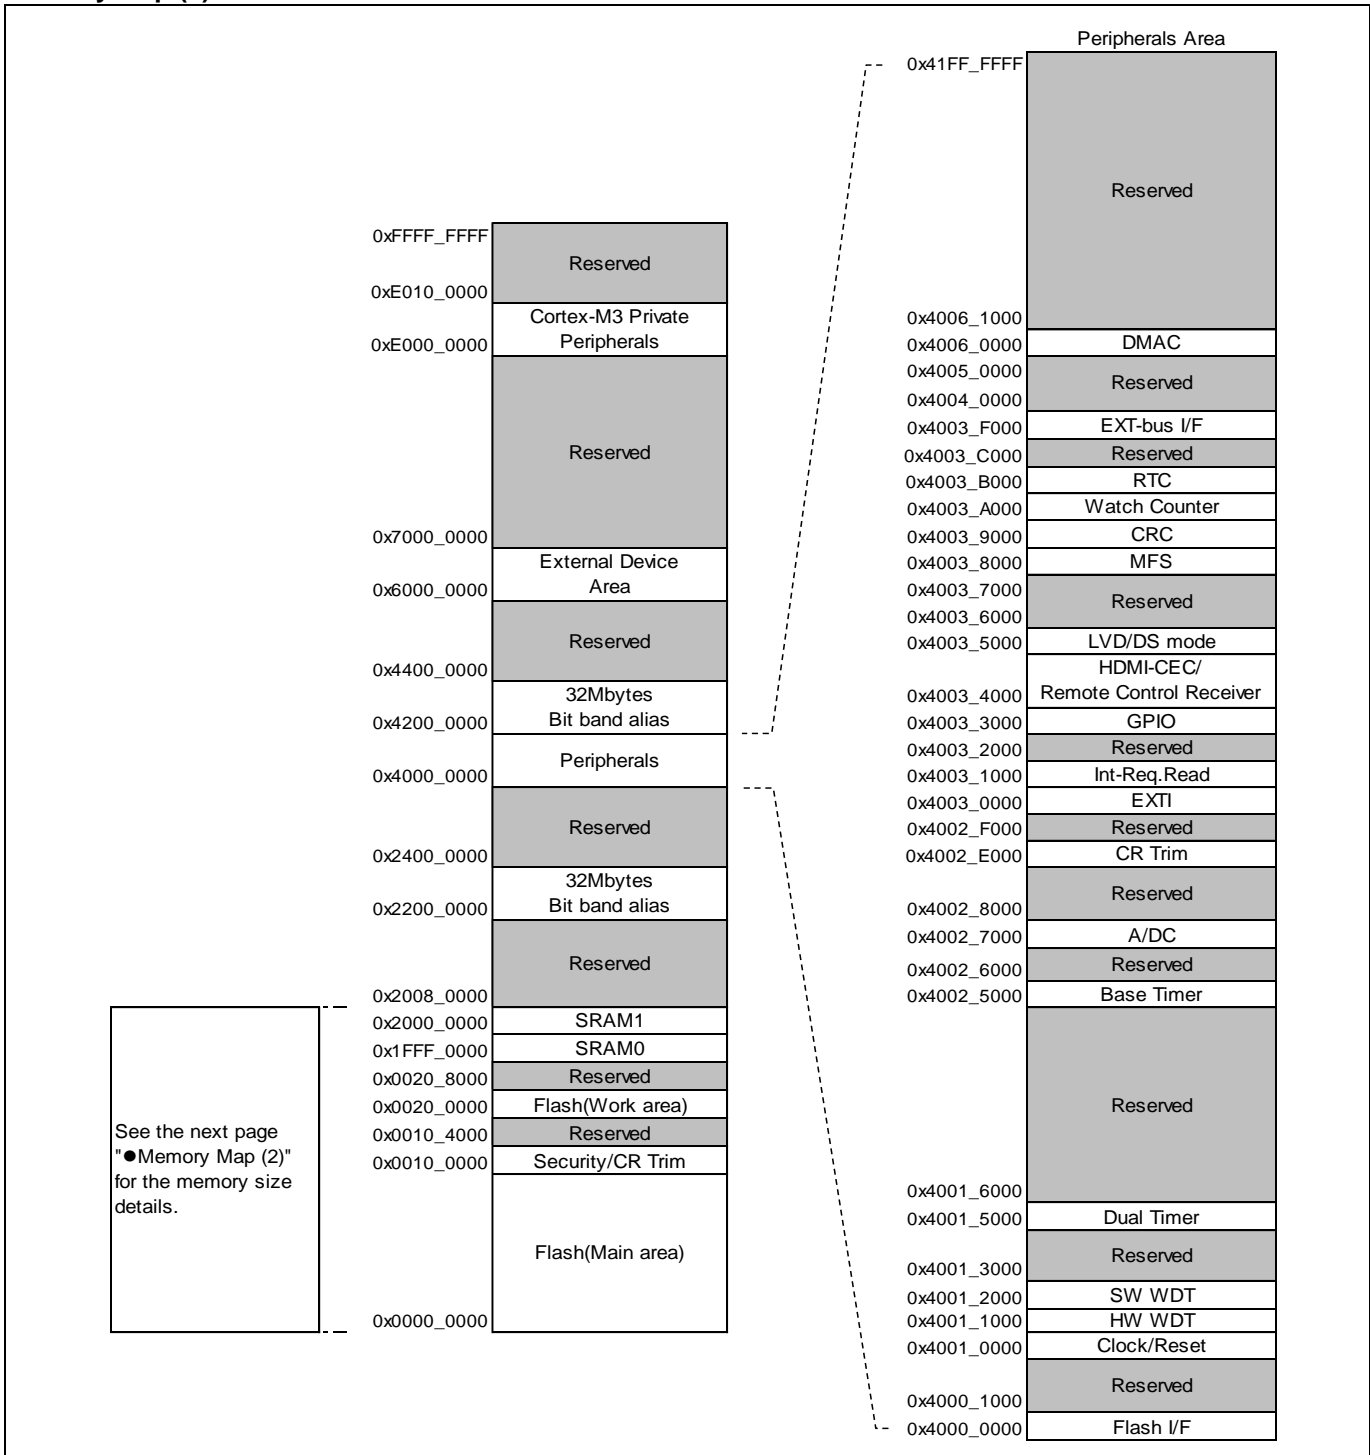 Peripherals Area
0x41FF_FFFF
Reserved
0x4006_1000
0x4006_0000 DMAC
0x4005_0000
Reserved
0x4004_0000
0x4003_F000 EXT-bus I/F
0x4003_C000 Reserved
0x4003_B000 RTC
0x4003_A000 Watch Counter
0x4003_9000 CRC
0x4003_8000 MFS
0x4003_7000
Reserved
0x4003_6000
0x4003_5000 LVD/DS mode
HDMI-CEC/
0x4003_4000 Remote Control Receiver
0x4003_3000 GPIO
0x4003_2000 Reserved
0x4003_1000 Int-Req.Read
0x4003_0000 EXTI
0x4002_F000 Reserved
0x4002_E000 CR Trim
Reserved
0x4002_8000
0x4002_7000 A/DC
0x4002_6000 Reserved
0x4002_5000 Base Timer
Reserved
0x4001_6000
0x4001_5000 Dual Timer
Reserved
0x4001_3000
0x4001_2000 SW WDT
0x4001_1000 HW WDT
0x4001_0000 Clock/Reset
Reserved
0x4000_1000
0x4000_0000 Flash I/F
0xFFFF_FFFF
Reserved
0xE010_0000
Cortex-M3 Private
0xE000_0000 Peripherals
Reserved
0x7000_0000
External Device
0x6000_0000 Area
Reserved
0x4400_0000
32Mbytes
0x4200_0000 Bit band alias
Peripherals
0x4000_0000
Reserved
0x2400_0000
32Mbytes
0x2200_0000 Bit band alias
Reserved
0x2008_0000
0x2000_0000 SRAM1
0x1FFF_0000 SRAM0
0x0020_8000 Reserved
0x0020_0000 Flash(Work area)
0x0010_4000 Reserved
0x0010_0000 Security/CR Trim
Flash(Main area)
0x0000_0000
See the next page
"●Memory Map (2)"
for the memory size
details.